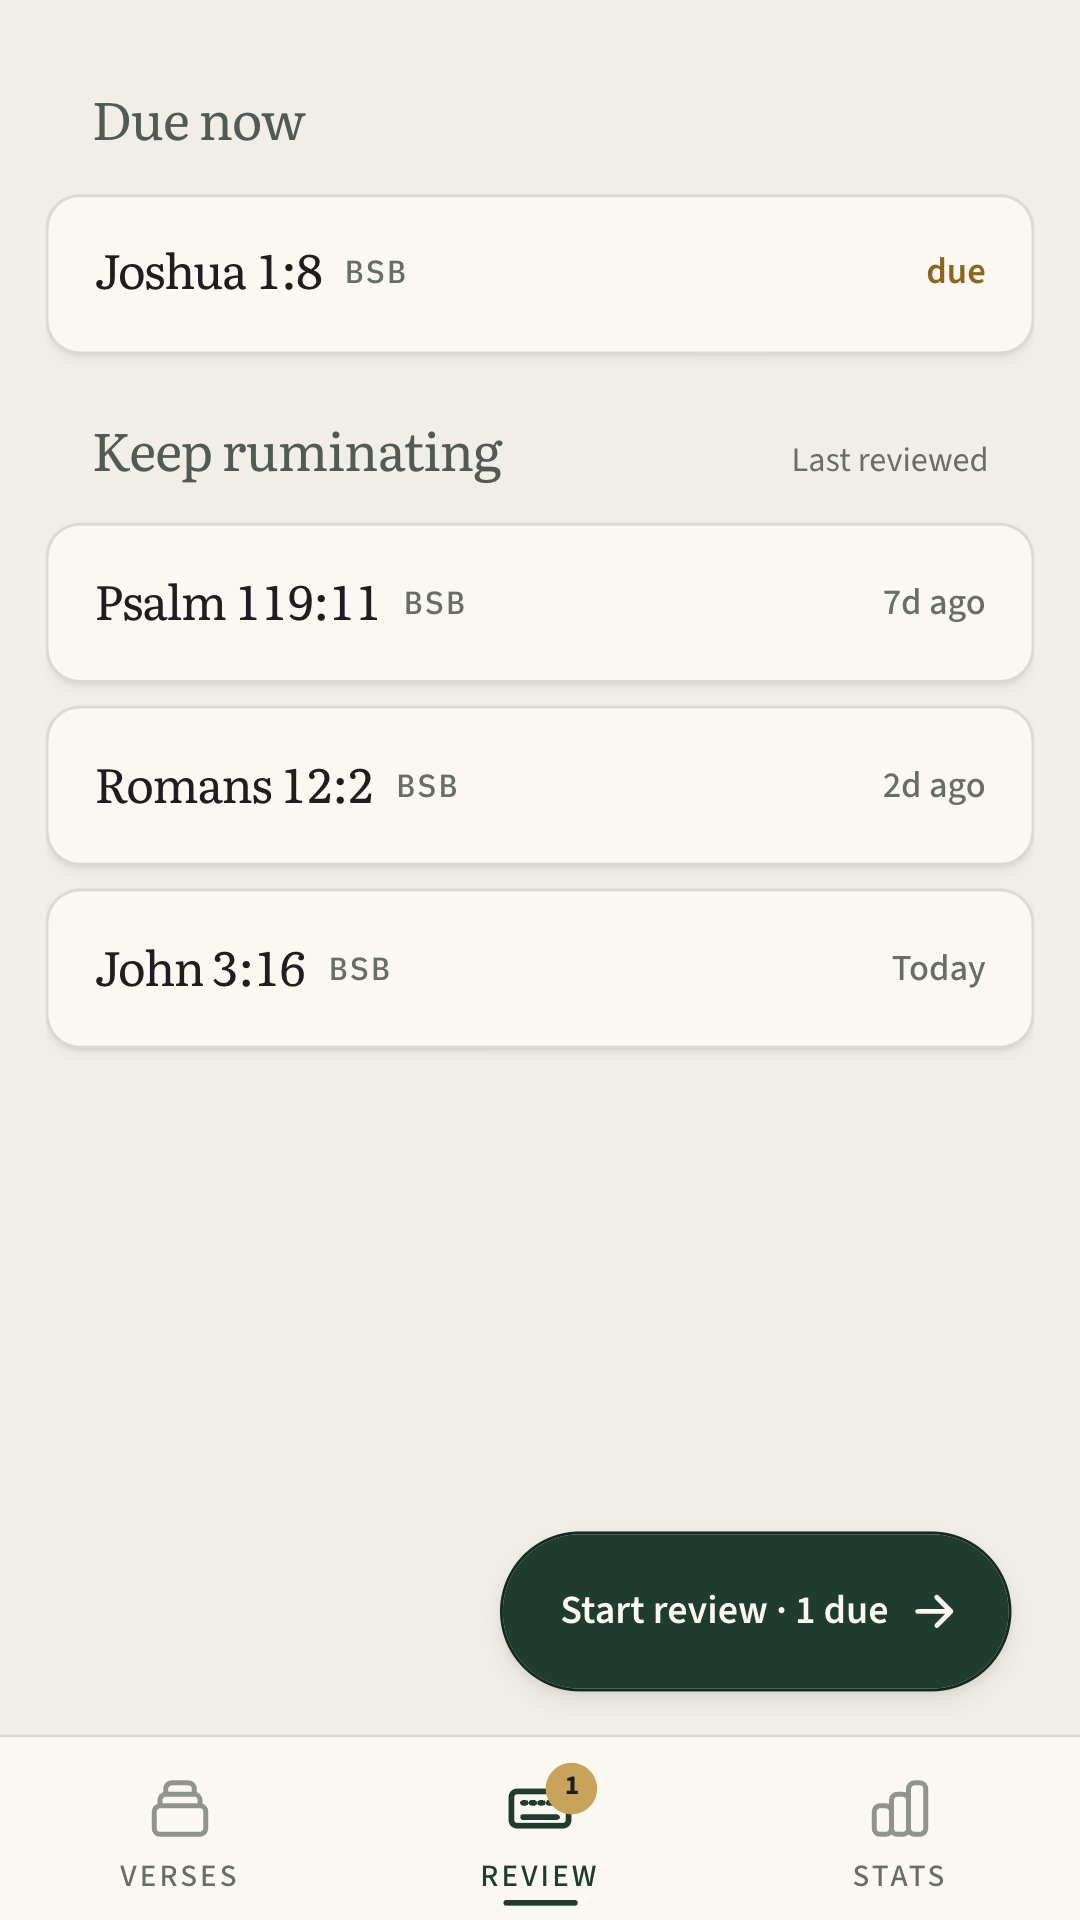 Due now
Joshua 1:8 BSB due
Keep ruminating Last reviewed
Psalm 119:11 BSB 7d ago
Romans 12:2 BSB 2d ago
John 3:16 BSB Today
Start review · 1 due →
1
VERSES REVIEW STATS